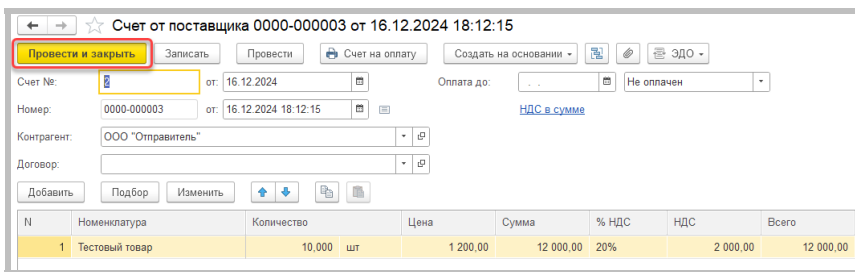 Счет от поставщика 0000-000003 от 16.12.2024 18:12:15
Провести и закрыть Записать Провести Счет на оплату Создать на основании ЭДО
Счет №: 2 от: 16.12.2024 Оплата до: . . Не оплачен
Номер: 0000-000003 от: 16.12.2024 18:12:15 НДС в сумме
Контрагент: ООО "Отправитель"
Договор:
Добавить Подбор Изменить
N Номенклатура Количество Цена Сумма % НДС НДС Всего
1 Тестовый товар 10,000 шт 1 200,00 12 000,00 20% 2 000,00 12 000,00